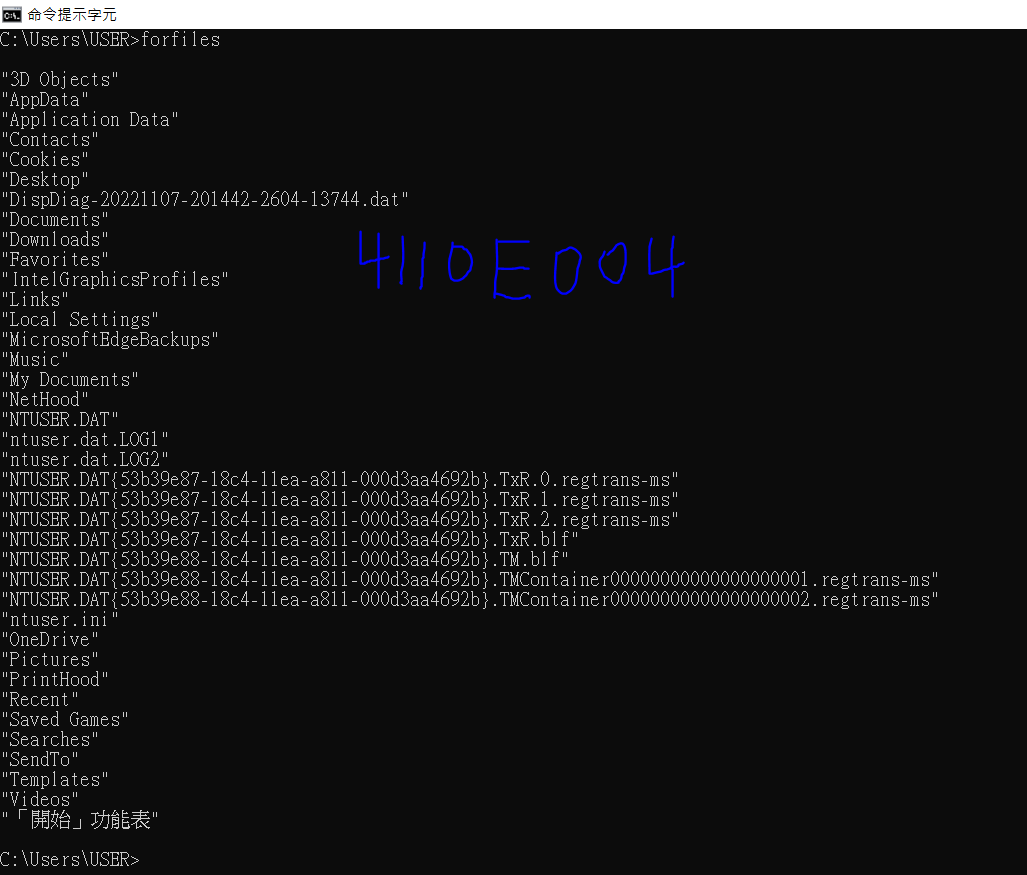 命令提示字元
C:\Users\USER>forfiles
"3D Objects"
"AppData"
"Application Data"
"Contacts"
"Cookies"
"Desktop"
"DispDiag-20221107-201442-2604-13744.dat"
"Documents"
"Downloads"
"Favorites"
4110E004
"IntelGraphicsProfiles"
"Links"
"Local Settings"
"MicrosoftEdgeBackups"
"Music"
"My Documents"
"NetHood"
"NTUSER.DAT"
"ntuser.dat.LOG1"
"ntuser.dat.LOG2"
"NTUSER.DAT{53b39e87-18c4-11ea-a811-000d3aa4692b}.TxR.0.regtrans-ms"
"NTUSER.DAT{53b39e87-18c4-11ea-a811-000d3aa4692b}.TxR.1.regtrans-ms"
"NTUSER.DAT{53b39e87-18c4-11ea-a811-000d3aa4692b}.TxR.2.regtrans-ms"
"NTUSER.DAT{53b39e87-18c4-11ea-a811-000d3aa4692b}.TxR.blf"
"NTUSER.DAT{53b39e88-18c4-11ea-a811-000d3aa4692b}.TM.blf"
"NTUSER.DAT{53b39e88-18c4-11ea-a811-000d3aa4692b}.TMContainer00000000000000000001.regtrans-ms"
"NTUSER.DAT{53b39e88-18c4-11ea-a811-000d3aa4692b}.TMContainer00000000000000000002.regtrans-ms"
"ntuser.ini"
"OneDrive"
"Pictures"
"PrintHood"
"Recent"
"Saved Games"
"Searches"
"SendTo"
"Templates"
"Videos"
"「開始」功能表"
C:\Users\USER>